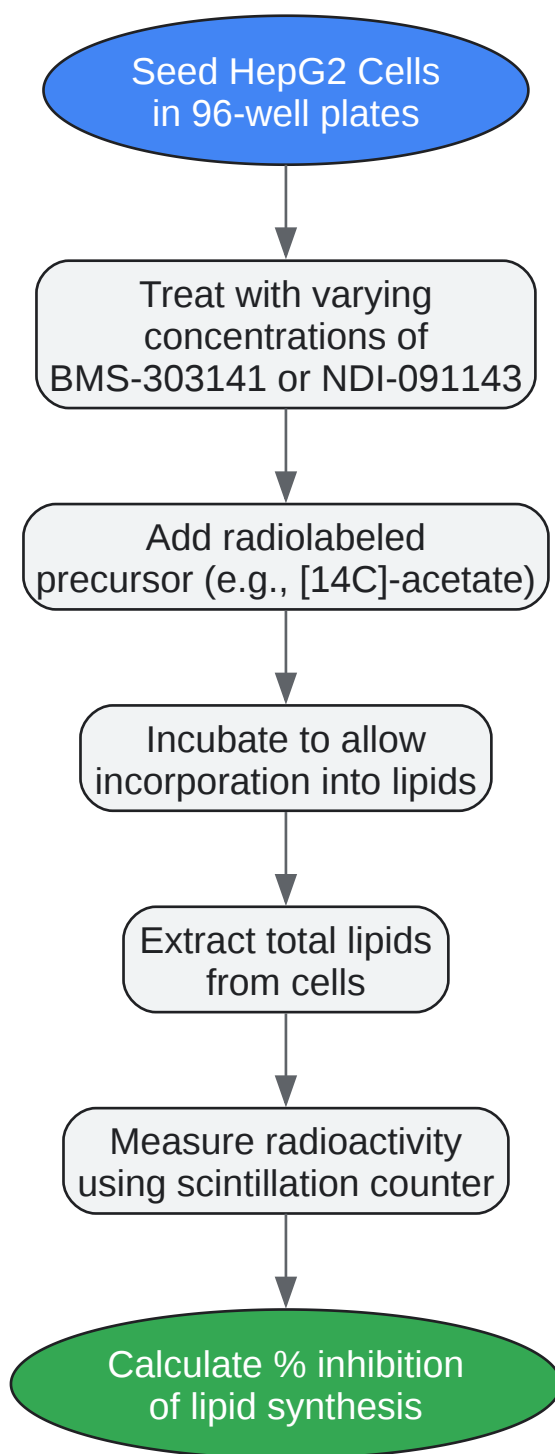 Seed HepG2 Cells
in 96-well plates
Treat with varying
concentrations of
BMS-303141 or NDI-091143
Add radiolabeled
precursor (e.g., [14C]-acetate)
Incubate to allow
incorporation into lipids
Extract total lipids
from cells
Measure radioactivity
using scintillation counter
Calculate % inhibition
of lipid synthesis